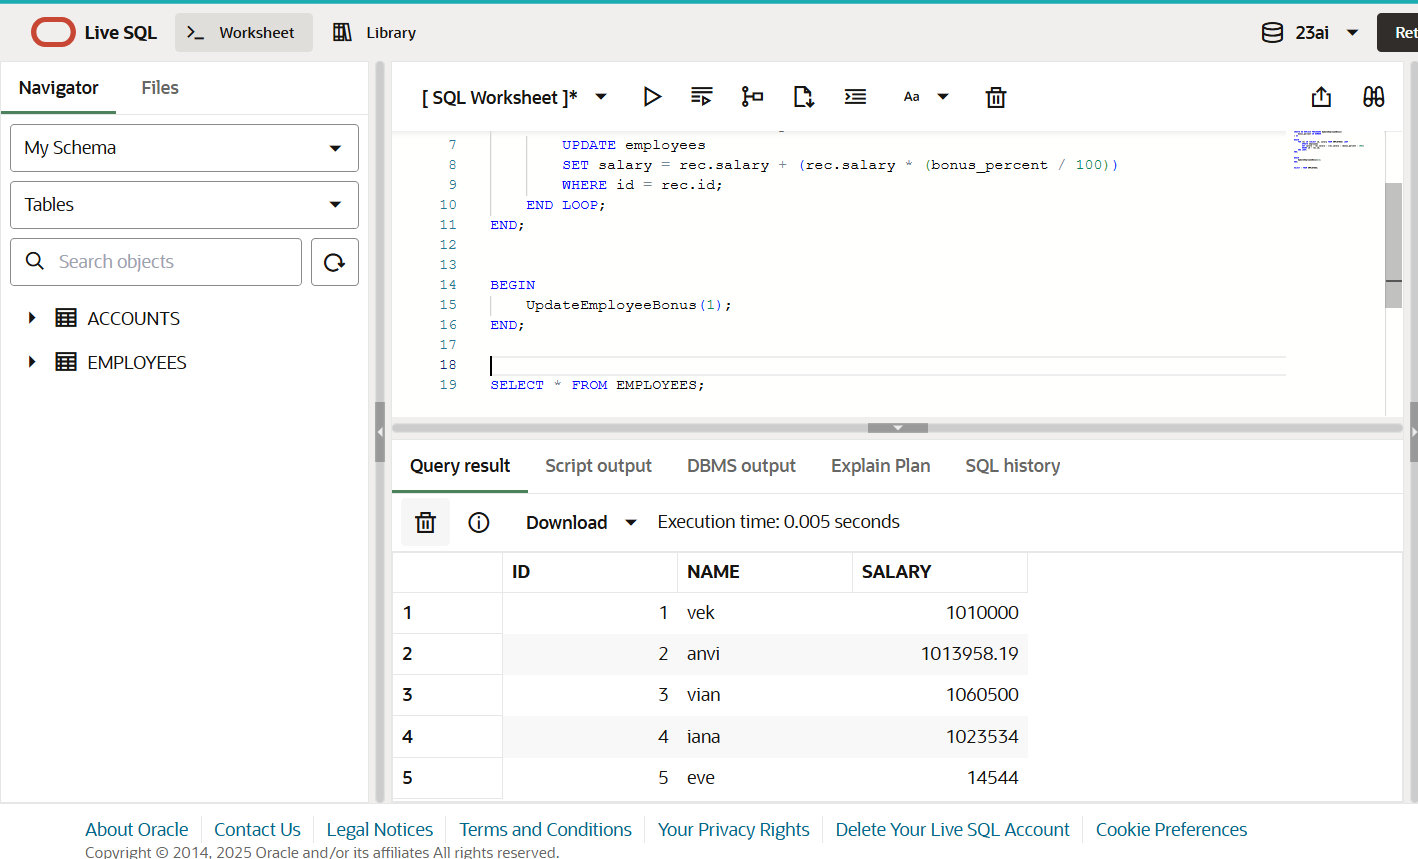 Live SQL
Worksheet
Library
23ai
Ret
Navigator
Files
My Schema
Tables
Search objects
ACCOUNTS
EMPLOYEES
[ SQL Worksheet ]*
Aa
7 UPDATE employees
8 SET salary = rec.salary + (rec.salary * (bonus_percent / 100))
9 WHERE id = rec.id;
10 END LOOP;
11 END;
12
13
14 BEGIN
15 UpdateEmployeeBonus(1);
16 END;
17
18
19 SELECT * FROM EMPLOYEES;
Query result
Script output
DBMS output
Explain Plan
SQL history
Download
Execution time: 0.005 seconds
ID NAME SALARY
1 1 vek 1010000
2 2 anvi 1013958.19
3 3 vian 1060500
4 4 iana 1023534
5 5 eve 14544
About Oracle
Contact Us
Legal Notices
Terms and Conditions
Your Privacy Rights
Delete Your Live SQL Account
Cookie Preferences
Copyright © 2014, 2025 Oracle and/or its affiliates All rights reserved.